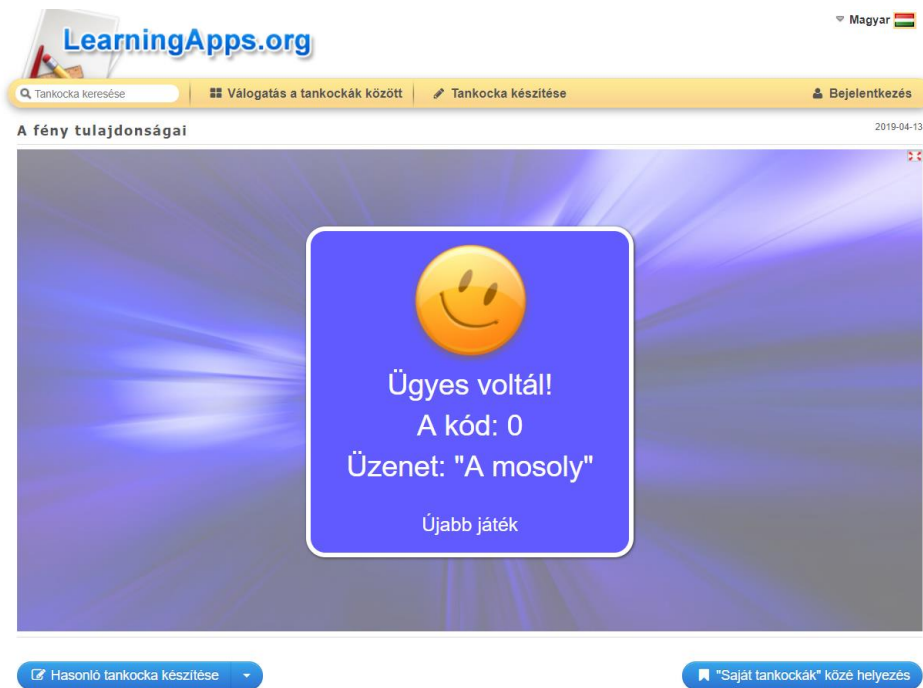 Magyar
LearningApps.org
Tankocka keresése
Válogatás a tankockák között
Tankocka készítése
Bejelentkezés
A fény tulajdonságai
2019-04-13
Ügyes voltál!
A kód: 0
Üzenet: "A mosoly"
Újabb játék
Hasonló tankocka készítése
"Saját tankockák" közé helyezés